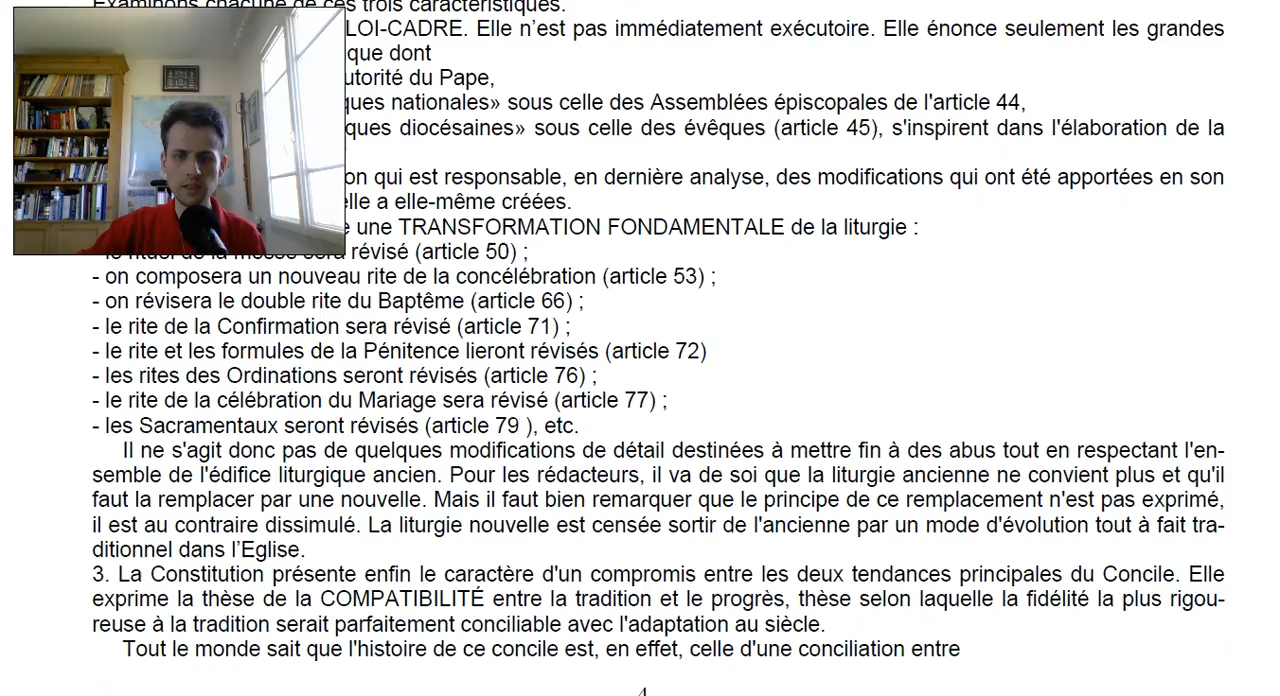 Examinons chacune de ces trois caractéristiques.
LOI-CADRE. Elle n’est pas immédiatement exécutoire. Elle énonce seulement les grandes
que dont
utorité du Pape,
ques nationales» sous celle des Assemblées épiscopales de l'article 44,
ques diocésaines» sous celle des évêques (article 45), s'inspirent dans l'élaboration de la
on qui est responsable, en dernière analyse, des modifications qui ont été apportées en son
elle a elle-même créées.
e une TRANSFORMATION FONDAMENTALE de la liturgie :
- le rituel de la messe sera révisé (article 50) ;
- on composera un nouveau rite de la concélébration (article 53) ;
- on révisera le double rite du Baptême (article 66) ;
- le rite de la Confirmation sera révisé (article 71) ;
- le rite et les formules de la Pénitence lieront révisés (article 72)
- les rites des Ordinations seront révisés (article 76) ;
- le rite de la célébration du Mariage sera révisé (article 77) ;
- les Sacramentaux seront révisés (article 79 ), etc.
Il ne s'agit donc pas de quelques modifications de détail destinées à mettre fin à des abus tout en respectant l'en-
semble de l'édifice liturgique ancien. Pour les rédacteurs, il va de soi que la liturgie ancienne ne convient plus et qu'il
faut la remplacer par une nouvelle. Mais il faut bien remarquer que le principe de ce remplacement n'est pas exprimé,
il est au contraire dissimulé. La liturgie nouvelle est censée sortir de l'ancienne par un mode d'évolution tout à fait tra-
ditionnel dans l’Eglise.
3. La Constitution présente enfin le caractère d'un compromis entre les deux tendances principales du Concile. Elle
exprime la thèse de la COMPATIBILITÉ entre la tradition et le progrès, thèse selon laquelle la fidélité la plus rigou-
reuse à la tradition serait parfaitement conciliable avec l'adaptation au siècle.
Tout le monde sait que l'histoire de ce concile est, en effet, celle d'une conciliation entre
4